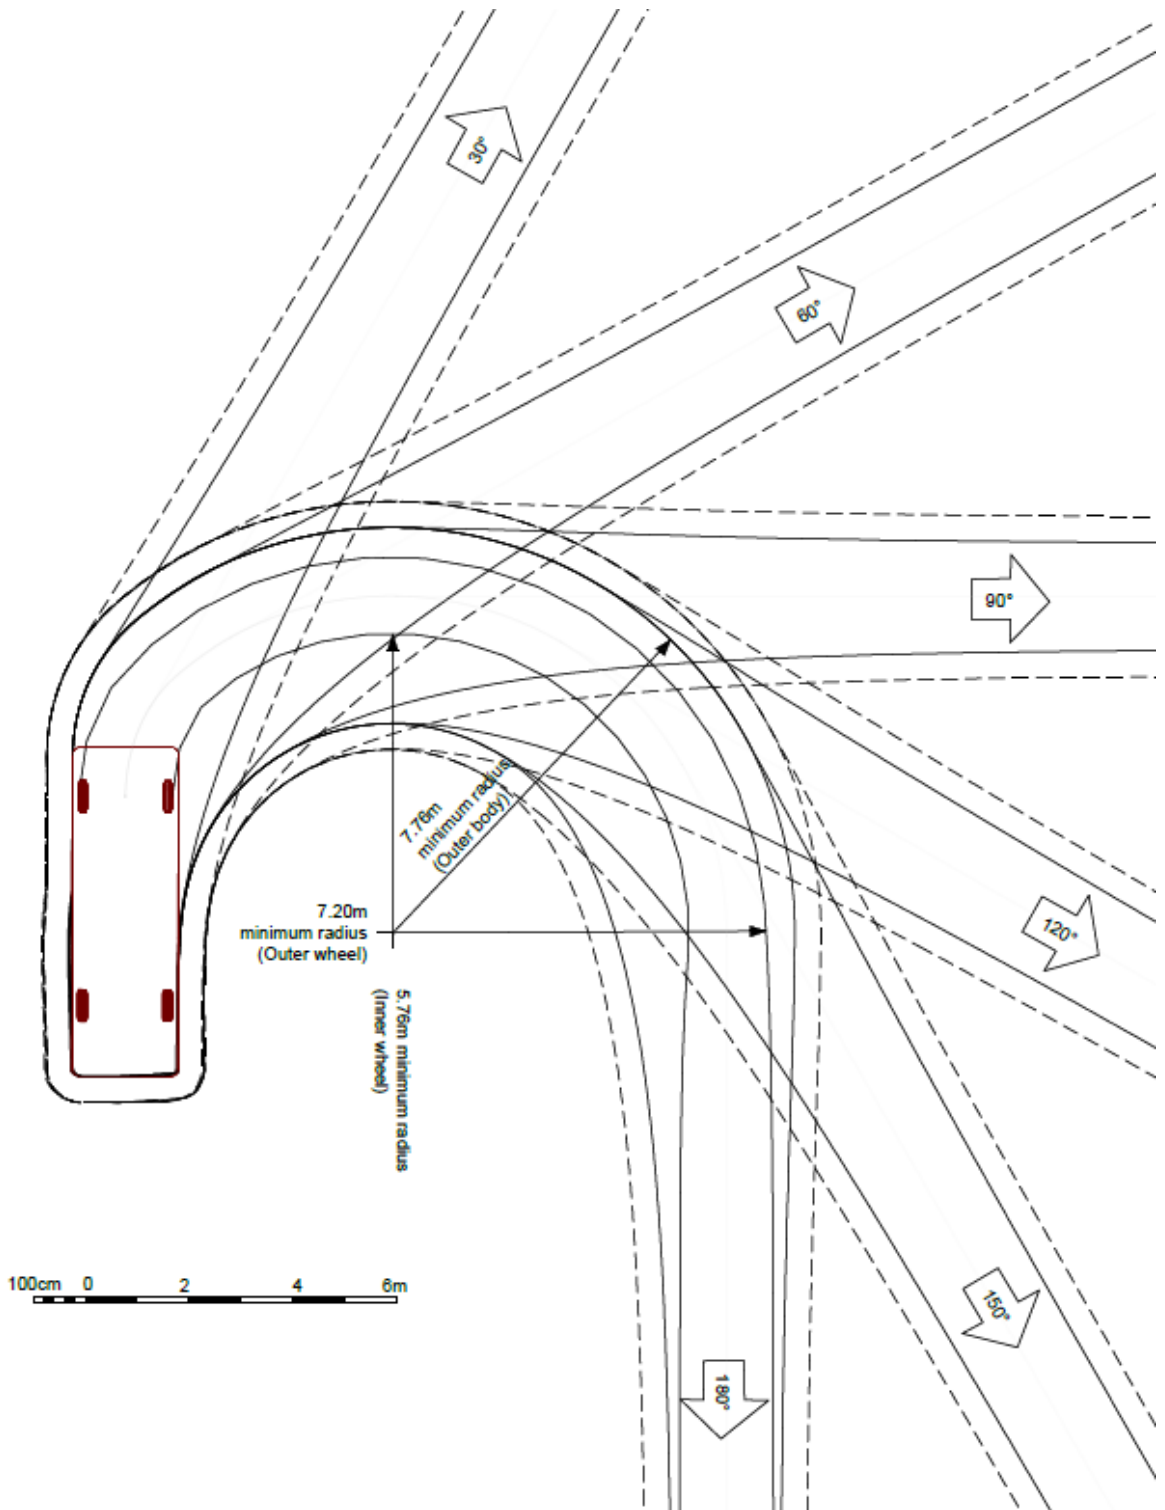 30°
60°
90°
7.76m
minimum radius
(Outer body)
7.20m
minimum radius
(Outer wheel)
120°
5.76m minimum radius
(Inner wheel)
100cm 0 2 4 6m
150°
180°